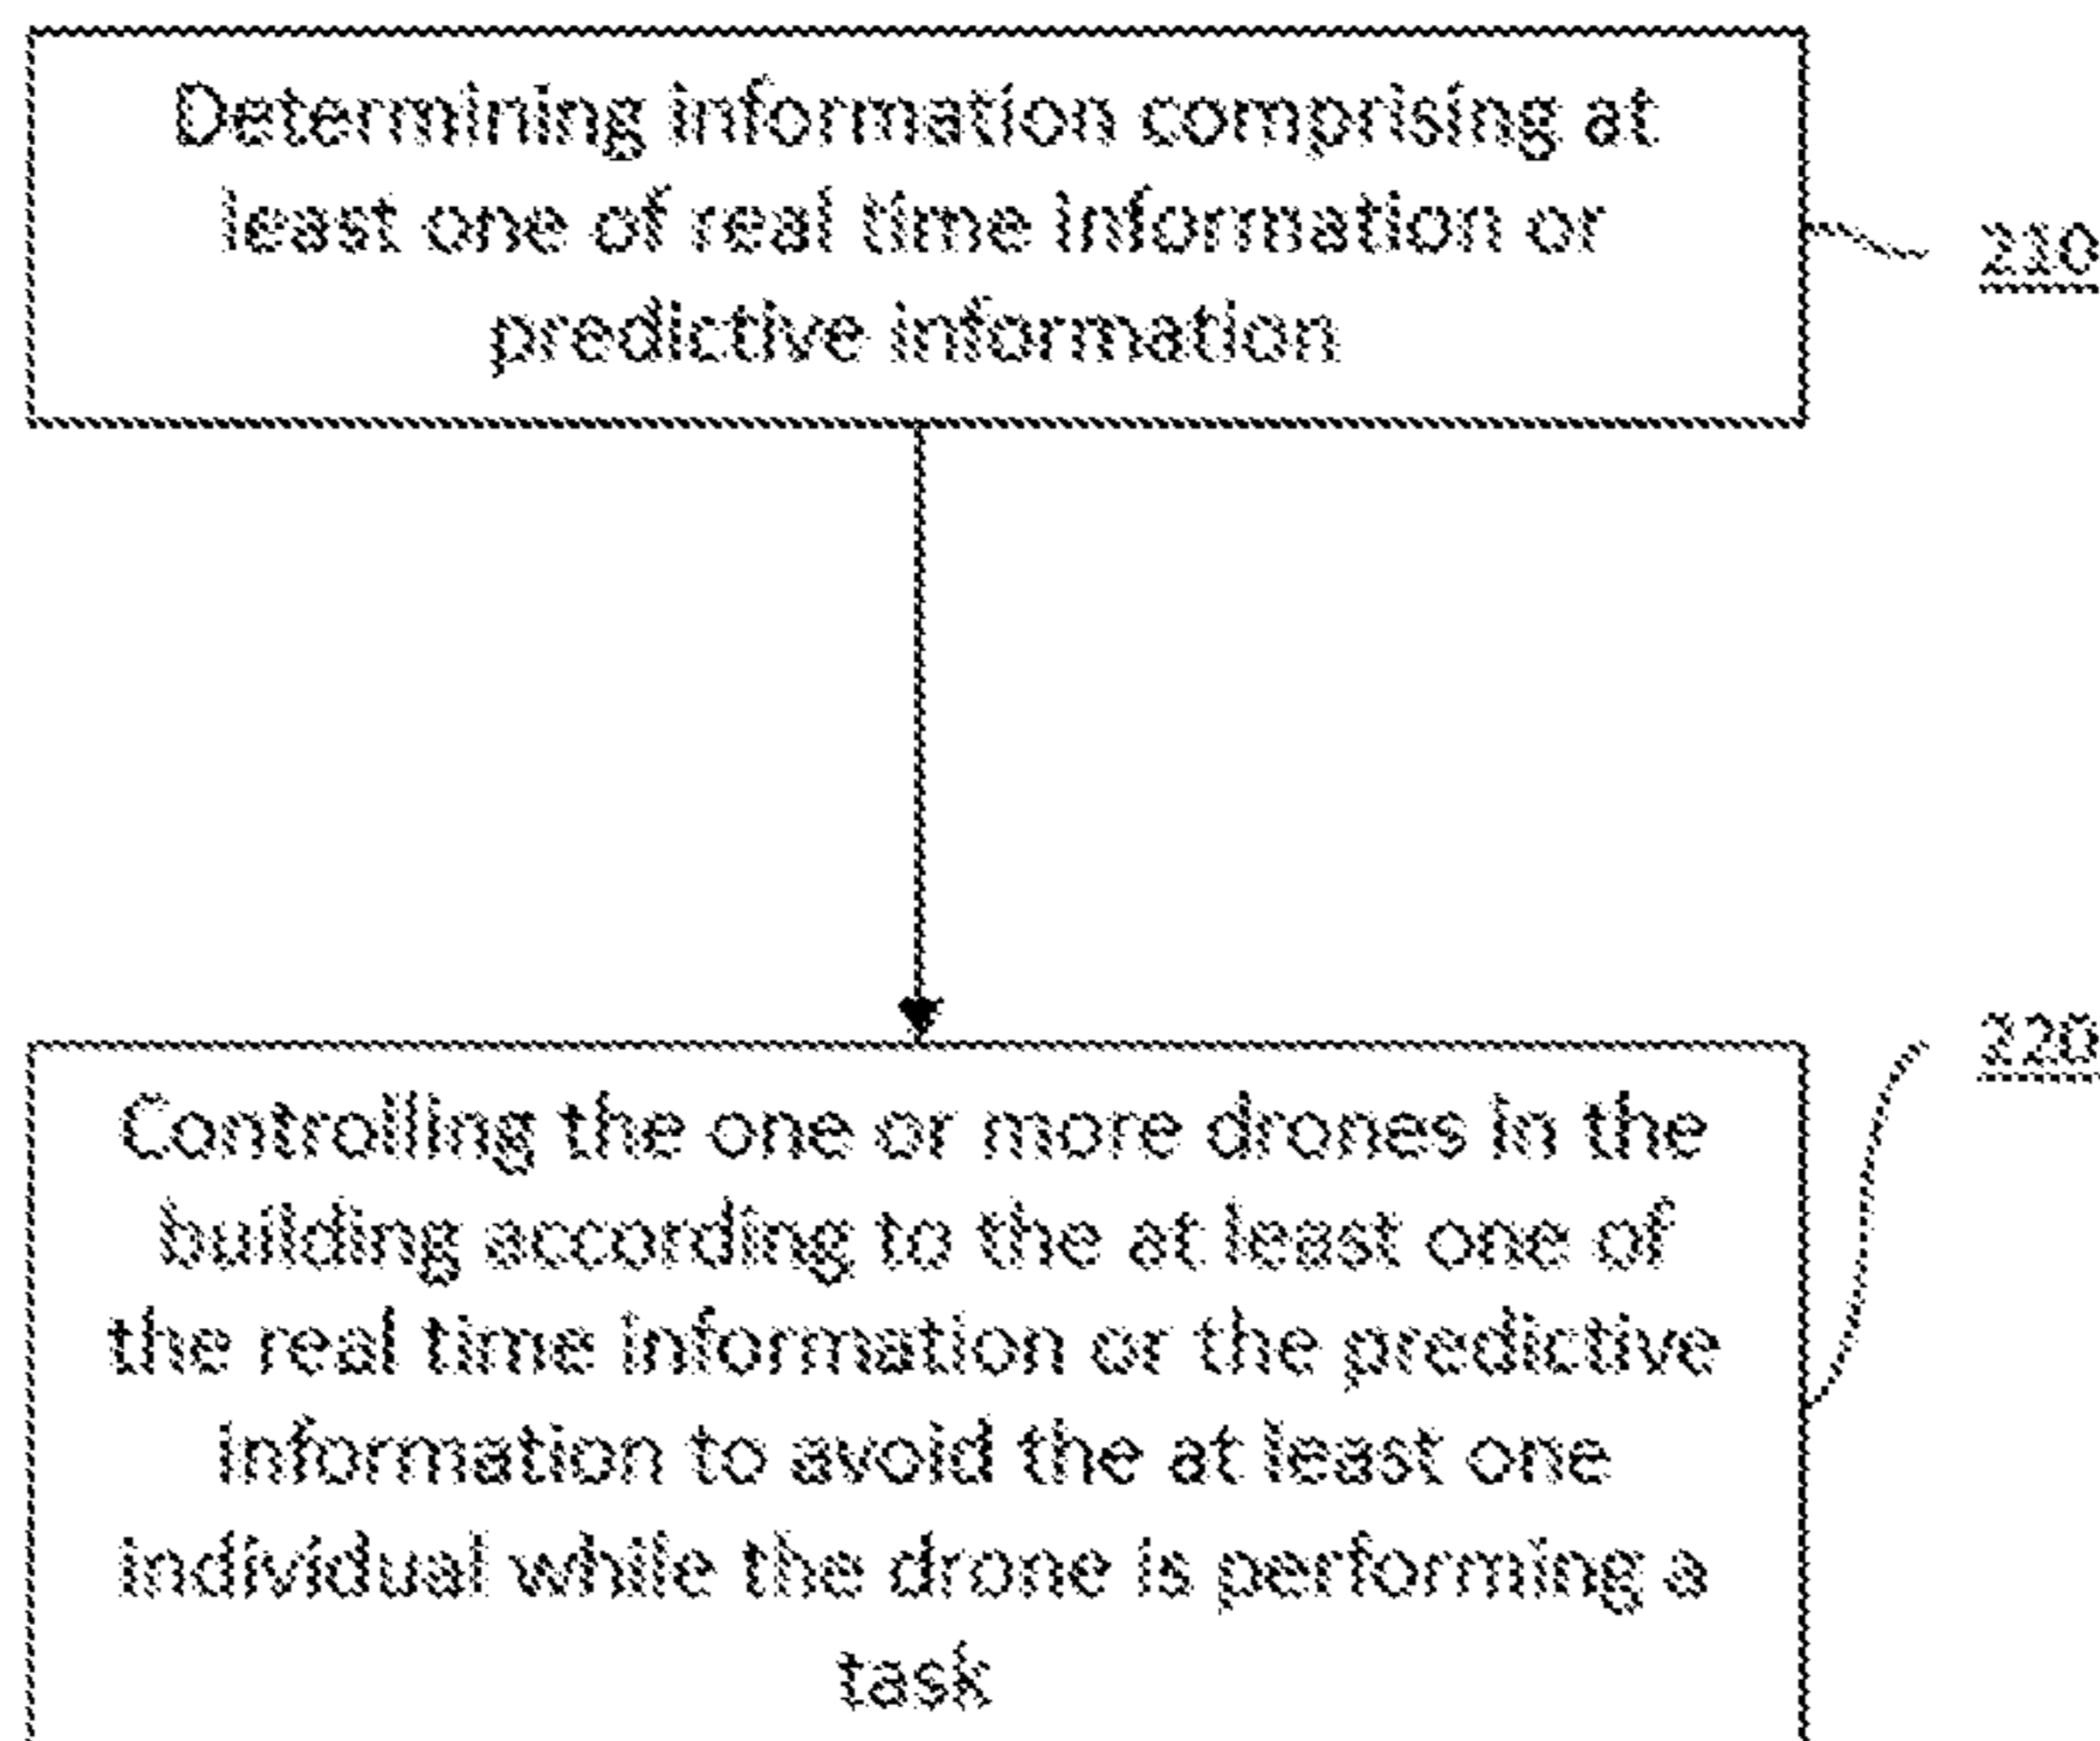 Determining information comprising at
least one of real time information or
predictive information
210
220
Controlling the one or more drones in the
building according to the at least one of
the real time information or the predictive
information to avoid the at least one
individual while the drone is performing a
task